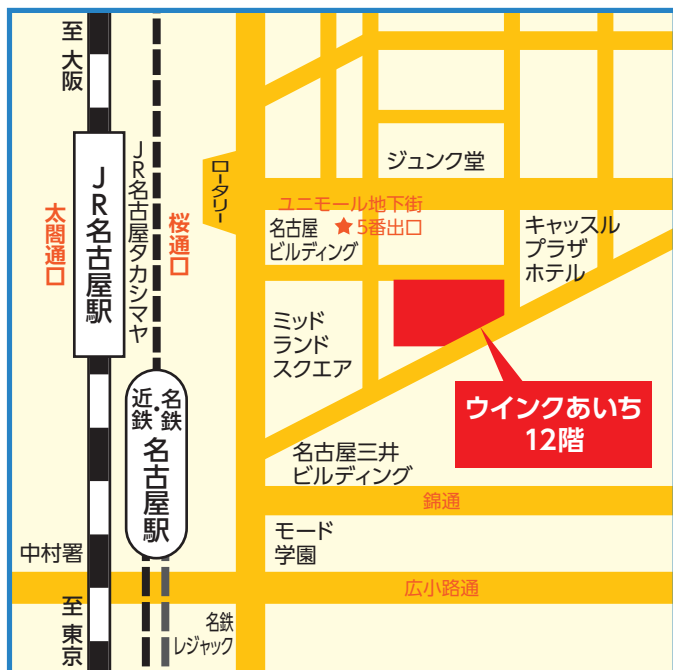 至 大阪
JR名古屋駅
太閤通口
JR名古屋タカシマヤ
桜通口
ロータリー
ジュンク堂
ユニモール地下街
★5番出口
名古屋
ビルディング
キャッスル
プラザ
ホテル
ミッド
ランド
スクエア
ウインクあいち
12階
近鉄・名鉄
名古屋駅
名古屋三井
ビルディング
錦通
モード
学園
中村署
広小路通
至 東京
名鉄
レジャック